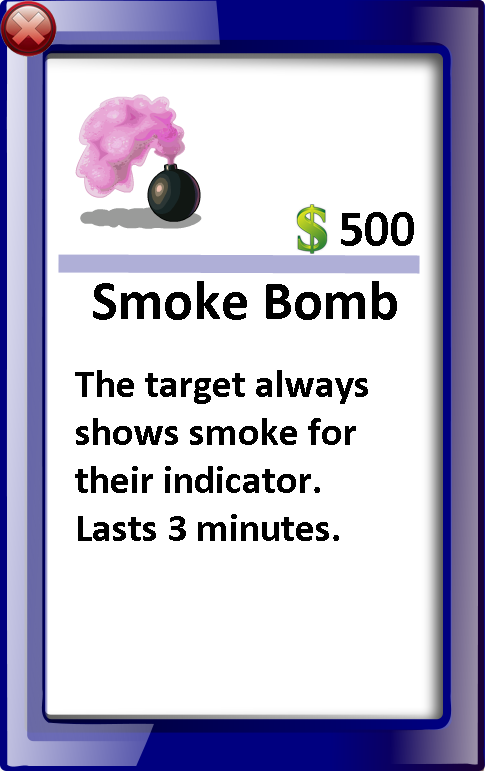 $ 500
Smoke Bomb
The target always
shows smoke for
their indicator.
Lasts 3 minutes.